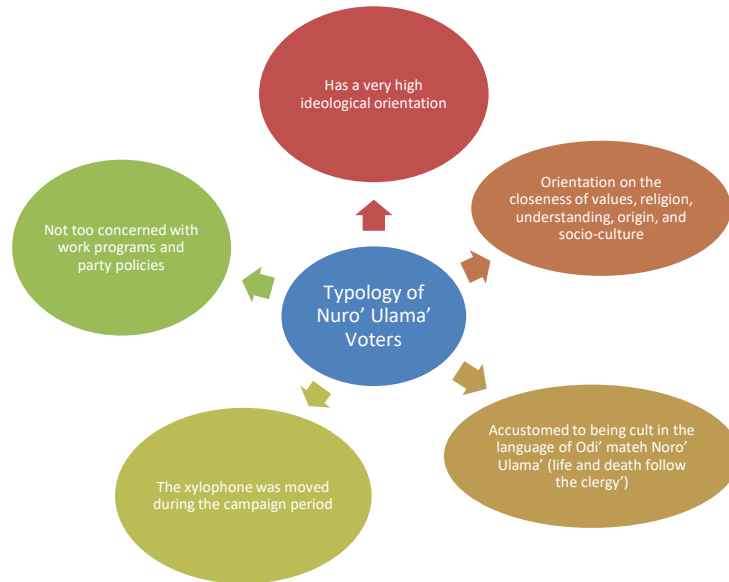 Has a very high
ideological orientation
Orientation on the
closeness of values, religion,
understanding, origin, and
socio-culture
Not too concerned with
work programs and
party policies
Typology of
Nuro’ Ulama’
Voters
Accustomed to being cult in the
language of Odi’ mateh Noro’
Ulama’ (life and death follow
the clergy’)
The xylophone was moved
during the campaign period